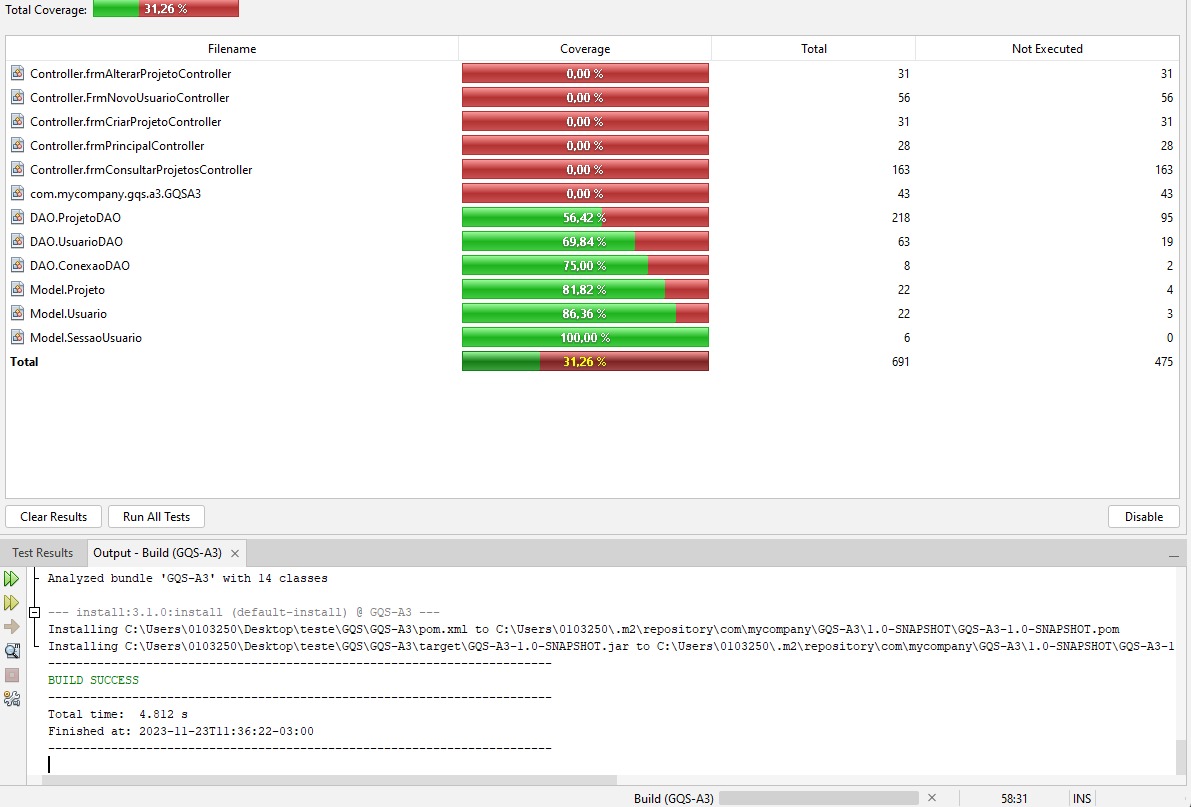 Total Coverage: 31,26 %
Filename Coverage Total Not Executed
Controller.frmAlterarProjetoController 0,00 % 31 31
Controller.FrmNovoUsuarioController 0,00 % 56 56
Controller.frmCriarProjetoController 0,00 % 31 31
Controller.frmPrincipalController 0,00 % 28 28
Controller.frmConsultarProjetosController 0,00 % 163 163
com.mycompany.gqs.a3.GQSA3 0,00 % 43 43
DAO.ProjetoDAO 56,42 % 218 95
DAO.UsuarioDAO 69,84 % 63 19
DAO.ConexaoDAO 75,00 % 8 2
Model.Projeto 81,82 % 22 4
Model.Usuario 86,36 % 22 3
Model.SessaoUsuario 100,00 % 6 0
Total 31,26 % 691 475
Clear Results Run All Tests Disable
Test Results Output - Build (GQS-A3)
Analyzed bundle 'GQS-A3' with 14 classes
--- install:3.1.0:install (default-install) @ GQS-A3 ---
Installing C:\Users\0103250\Desktop\teste\GQS\GQS-A3\pom.xml to C:\Users\0103250\.m2\repository\com\mycompany\GQS-A3\1.0-SNAPSHOT\GQS-A3-1.0-SNAPSHOT.pom
Installing C:\Users\0103250\Desktop\teste\GQS\GQS-A3\target\GQS-A3-1.0-SNAPSHOT.jar to C:\Users\0103250\.m2\repository\com\mycompany\GQS-A3\1.0-SNAPSHOT\GQS-A3-1
------------------------------------------------------------------------
BUILD SUCCESS
------------------------------------------------------------------------
Total time:  4.812 s
Finished at: 2023-11-23T11:36:22-03:00
------------------------------------------------------------------------
Build (GQS-A3) 58:31 INS